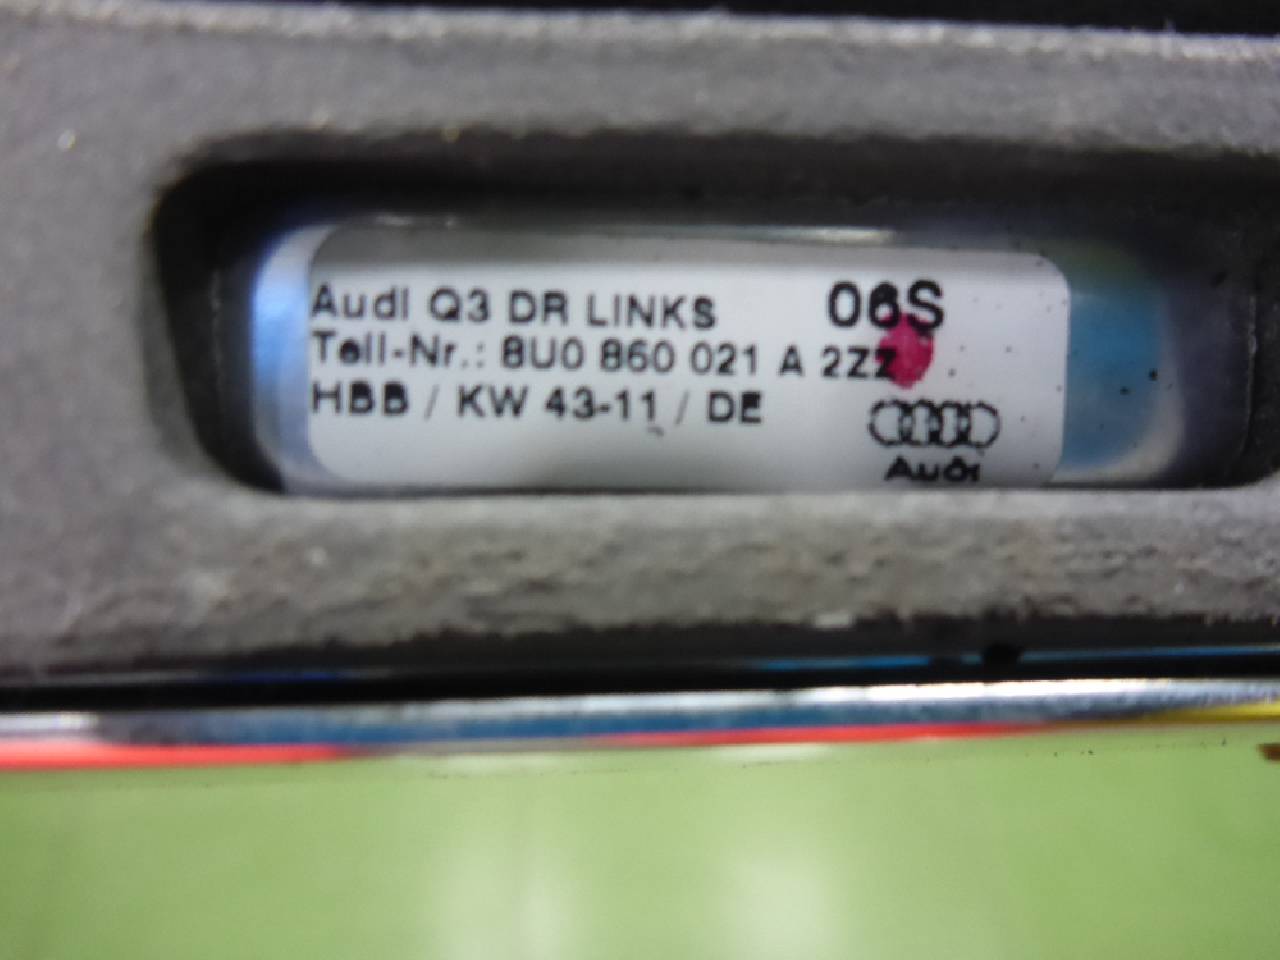 Audi Q3 DR LINKS 06S
Teil-Nr.: 8U0 860 021 A 2ZZ
HBB / KW 43-11 / DE
Audi